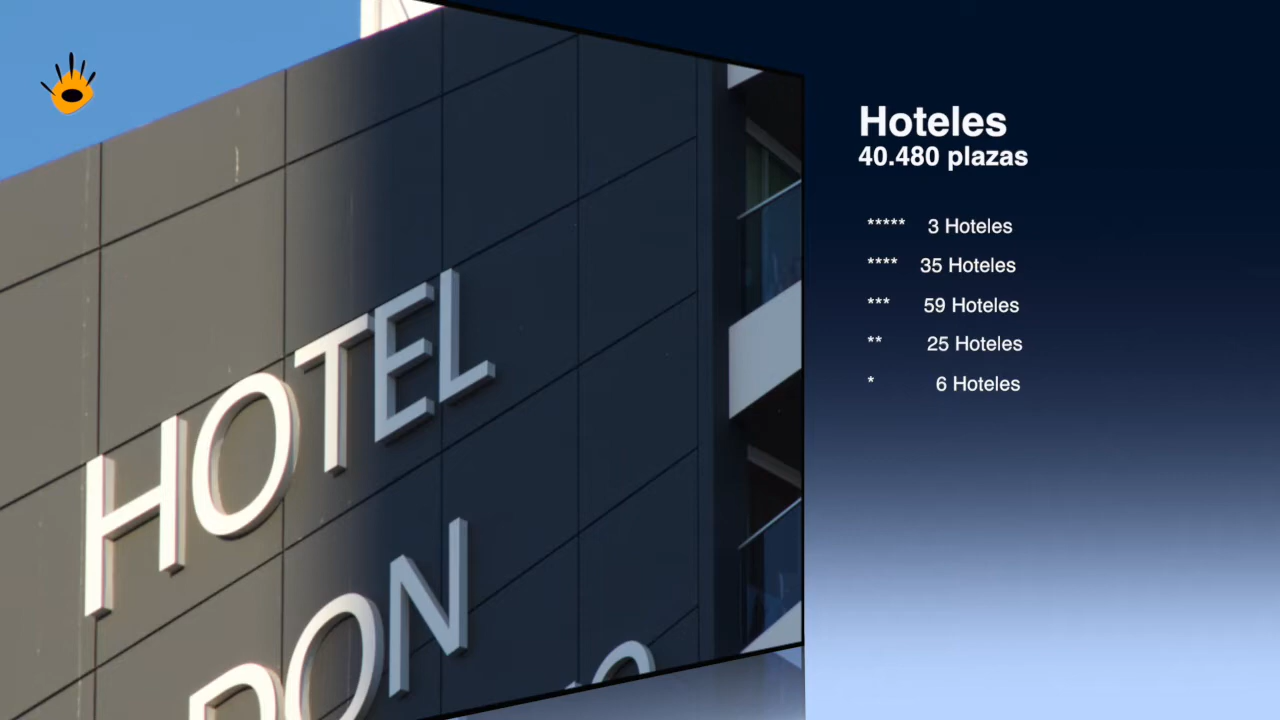 HOTEL
DON
Hoteles
40.480 plazas
***** 3 Hoteles
**** 35 Hoteles
*** 59 Hoteles
** 25 Hoteles
* 6 Hoteles